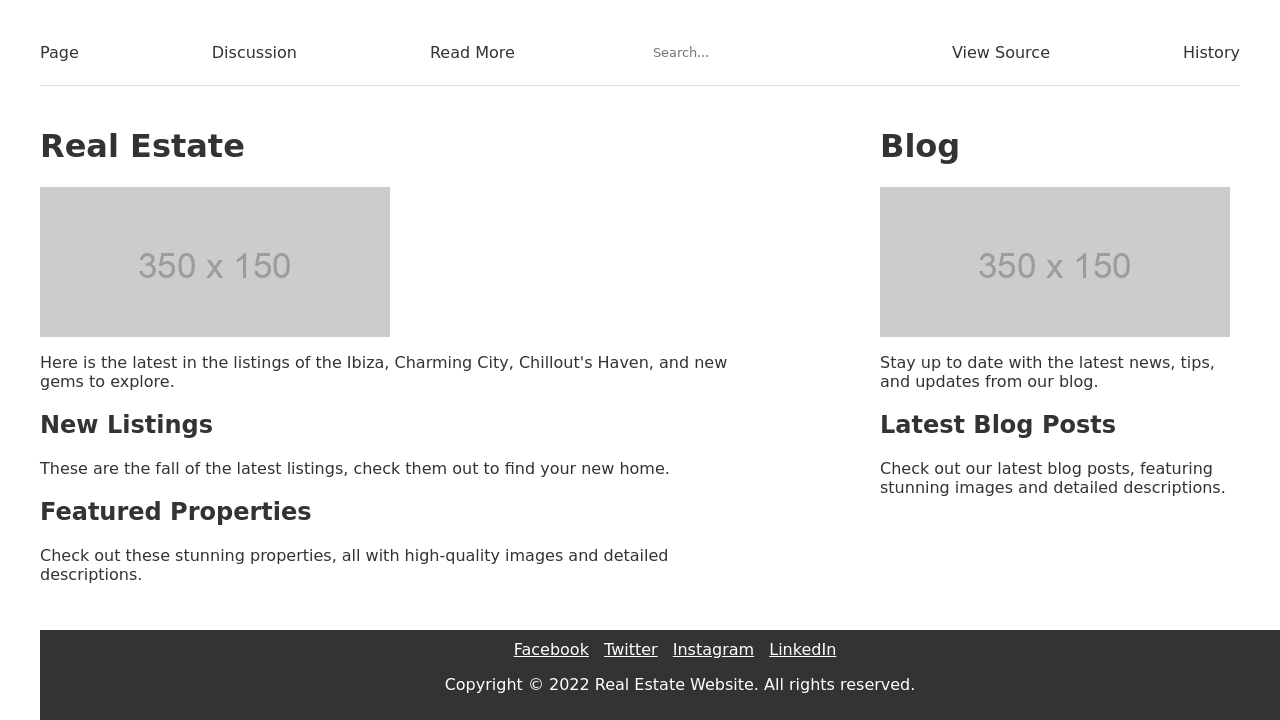 Page Discussion Read More Search... View Source History
Real Estate
350 x 150
Here is the latest in the listings of the Ibiza, Charming City, Chillout's Haven, and new
gems to explore.
New Listings
These are the fall of the latest listings, check them out to find your new home.
Featured Properties
Check out these stunning properties, all with high-quality images and detailed
descriptions.
Blog
350 x 150
Stay up to date with the latest news, tips,
and updates from our blog.
Latest Blog Posts
Check out our latest blog posts, featuring
stunning images and detailed descriptions.
Facebook Twitter Instagram LinkedIn
Copyright © 2022 Real Estate Website. All rights reserved.